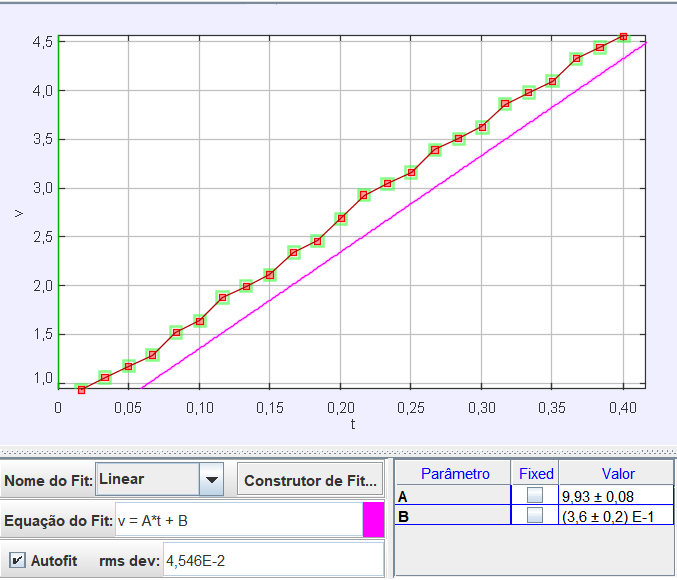 4,5
4,0
3,5
3,0
v
2,5
2,0
1,5
1,0
0 0,05 0,10 0,15 0,20 0,25 0,30 0,35 0,40
t
Nome do Fit: Linear Construtor de Fit...
Equação do Fit: v = A*t + B
Autofit rms dev: 4,546E-2
Parâmetro Fixed Valor
A 9,93 ± 0,08
B (3,6 ± 0,2) E-1